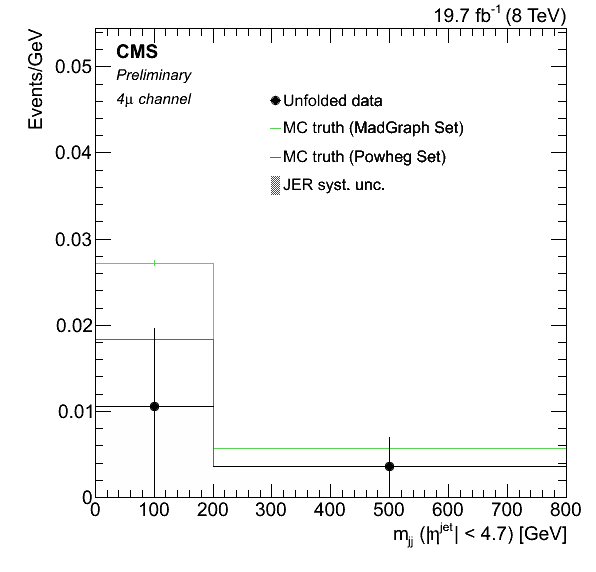 19.7 fb⁻¹ (8 TeV)
Events/GeV
CMS
Preliminary
4μ channel
Unfolded data
MC truth (MadGraph Set)
MC truth (Powheg Set)
JER syst. unc.
0.05
0.04
0.03
0.02
0.01
0
0 100 200 300 400 500 600 700 800
m_jj (|η^jet| < 4.7) [GeV]